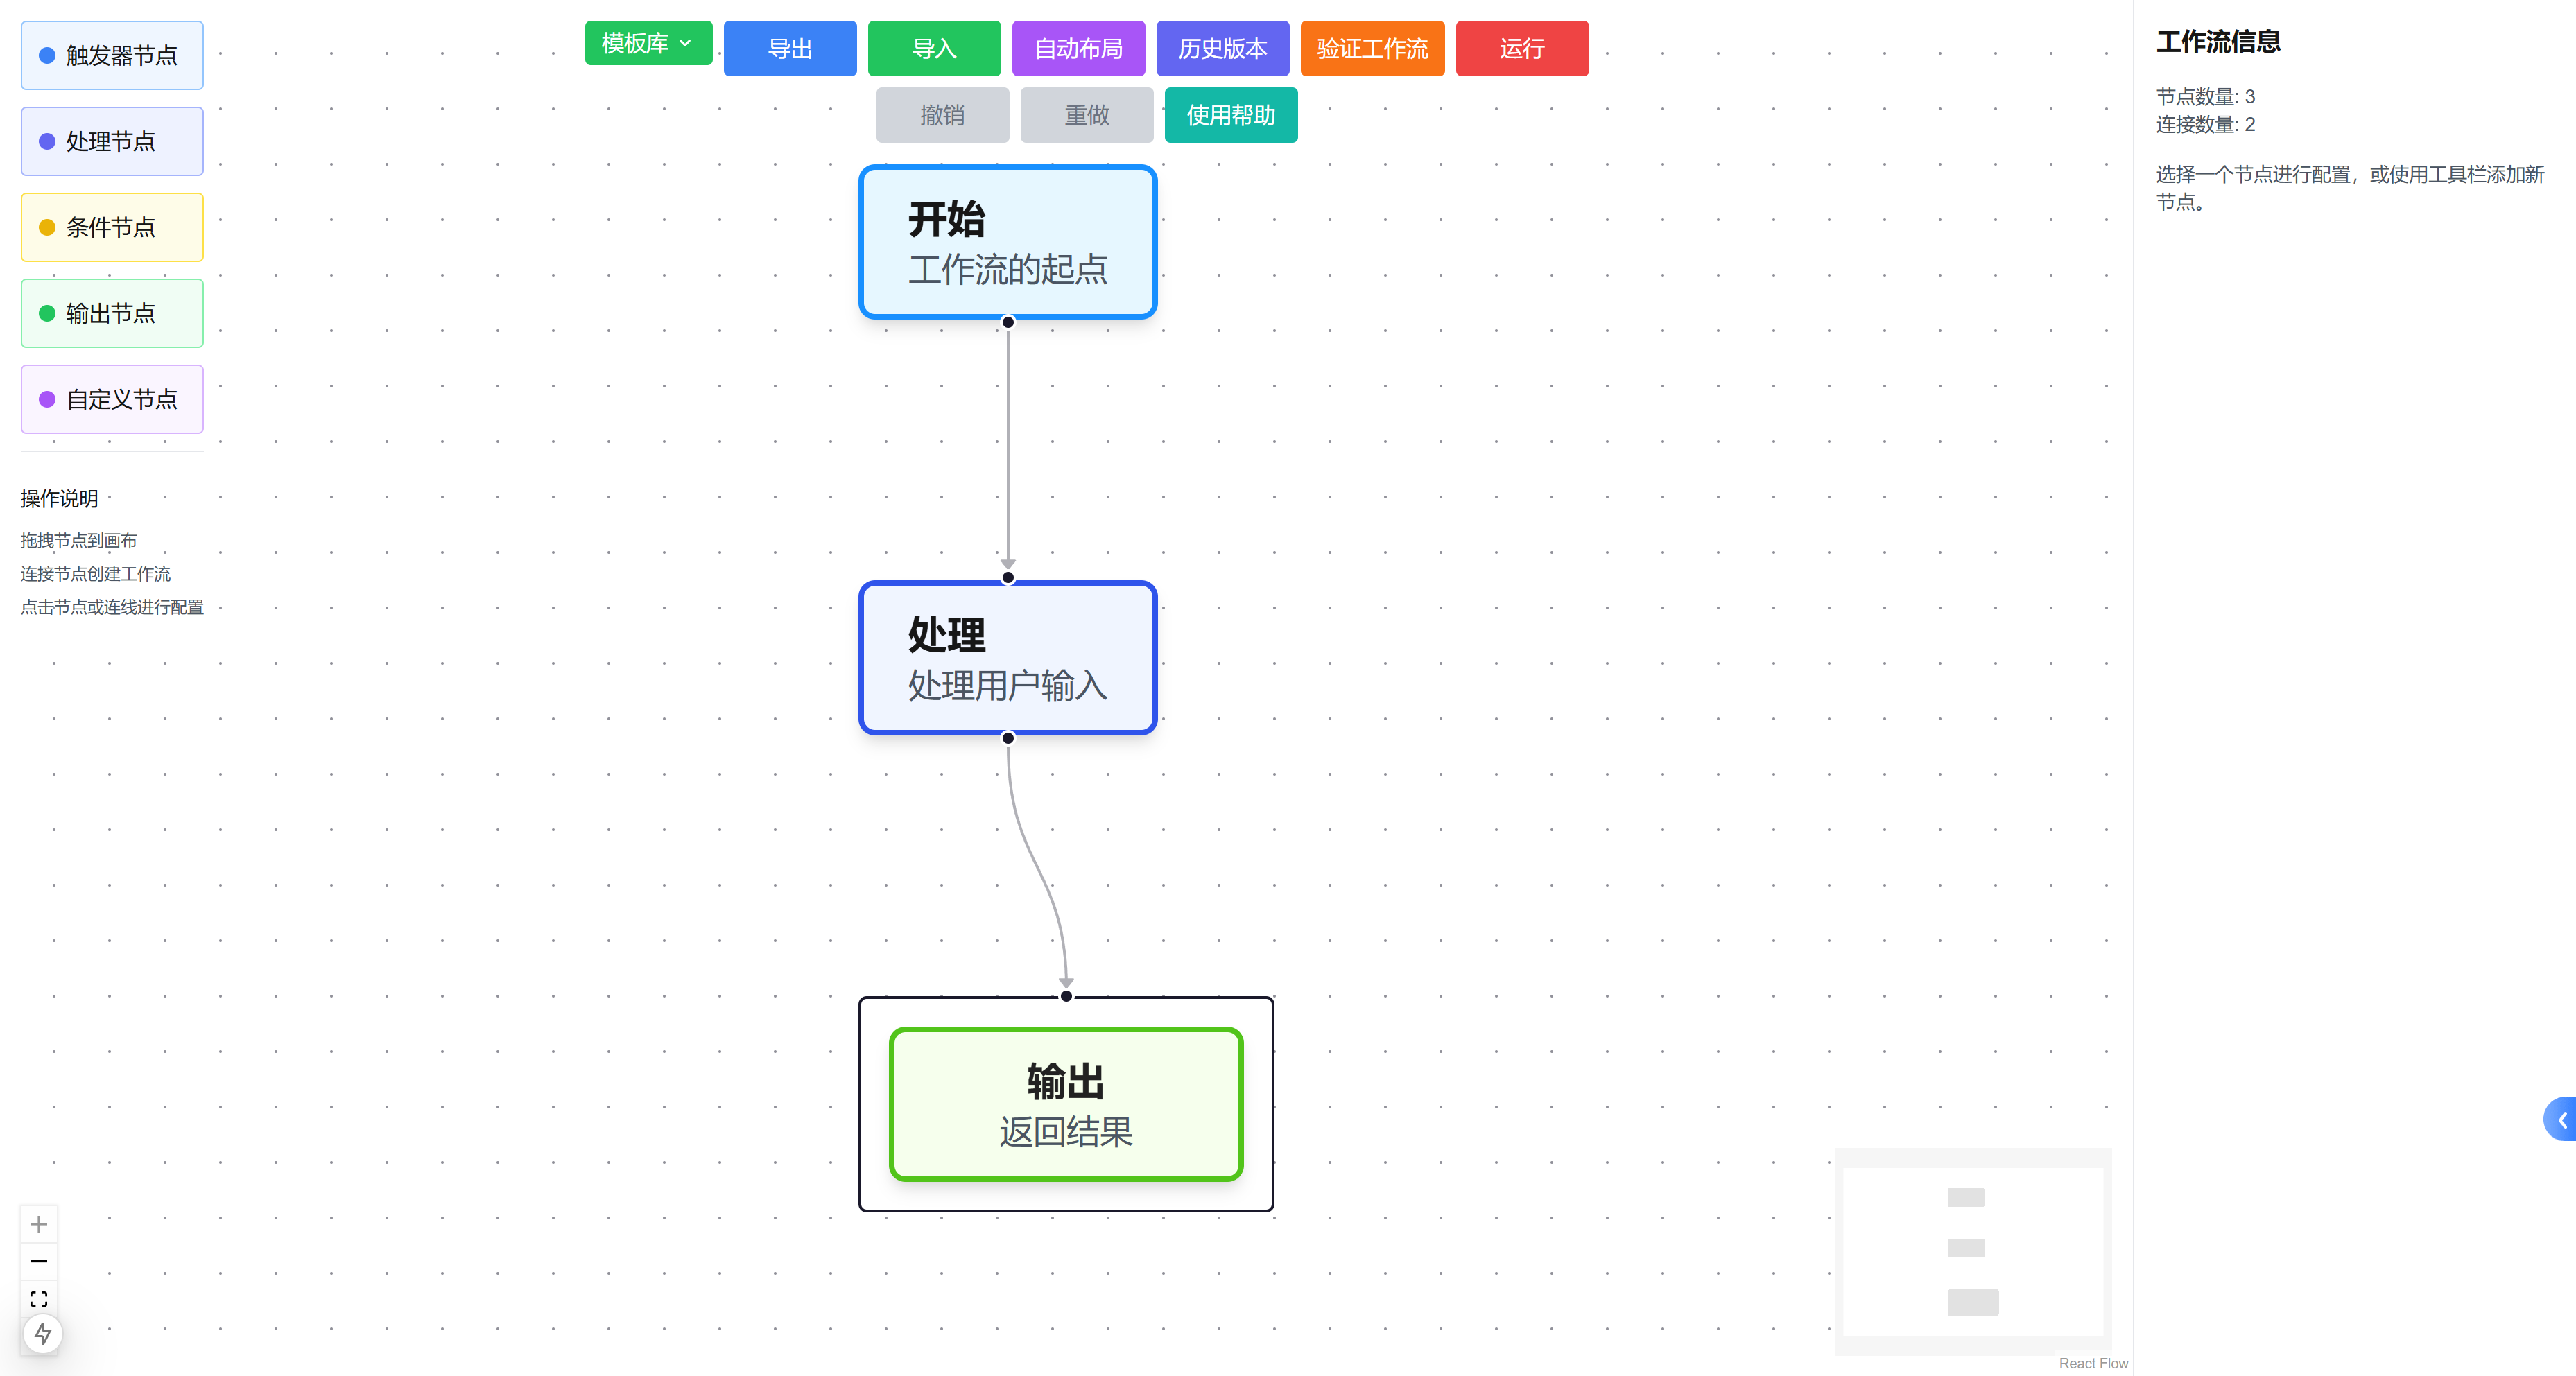 触发器节点
处理节点
条件节点
输出节点
自定义节点
操作说明
拖拽节点到画布
连接节点创建工作流
点击节点或连线进行配置
模板库
导出
导入
自动布局
历史版本
验证工作流
运行
撤销
重做
使用帮助
开始
工作流的起点
处理
处理用户输入
输出
返回结果
工作流信息
节点数量: 3
连接数量: 2
选择一个节点进行配置，或使用工具栏添加新
节点。
React Flow